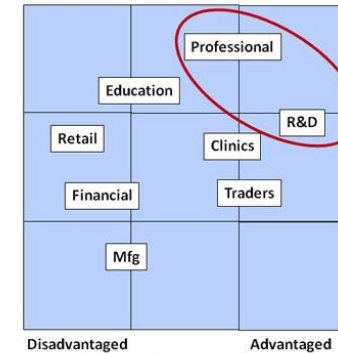 Professional
Education
R&D
Retail
Clinics
Financial
Traders
Mfg
Disadvantaged
Advantaged